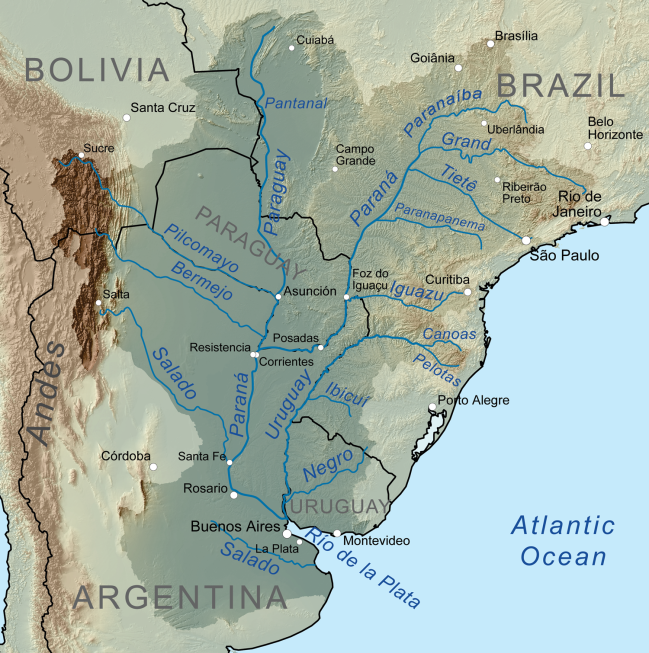 Brasília
Cuiabá
Goiânia
BOLIVIA
BRAZIL
Pantanal
Paranaíba
Santa Cruz
Uberlândia
Belo
Horizonte
Grand
Sucre
Campo
Grande
Paraguay
Tietê
Ribeirão
Preto
Rio de
Janeiro
Paraná
PARAGUAY
Paranapanema
Pilcomayo
São Paulo
Bermejo
Foz do
Iguaçu
Curitiba
Asunción
Iguazu
Salta
Posadas
Canoas
Resistencia
Corrientes
Pelotas
Salado
Andes
Paraná
Uruguay
Ibicuí
Porto Alegre
Córdoba
Santa Fe
Negro
Rosario
URUGUAY
Buenos Aires
Atlantic
Ocean
Montevideo
La Plata
Río de la Plata
Salado
ARGENTINA